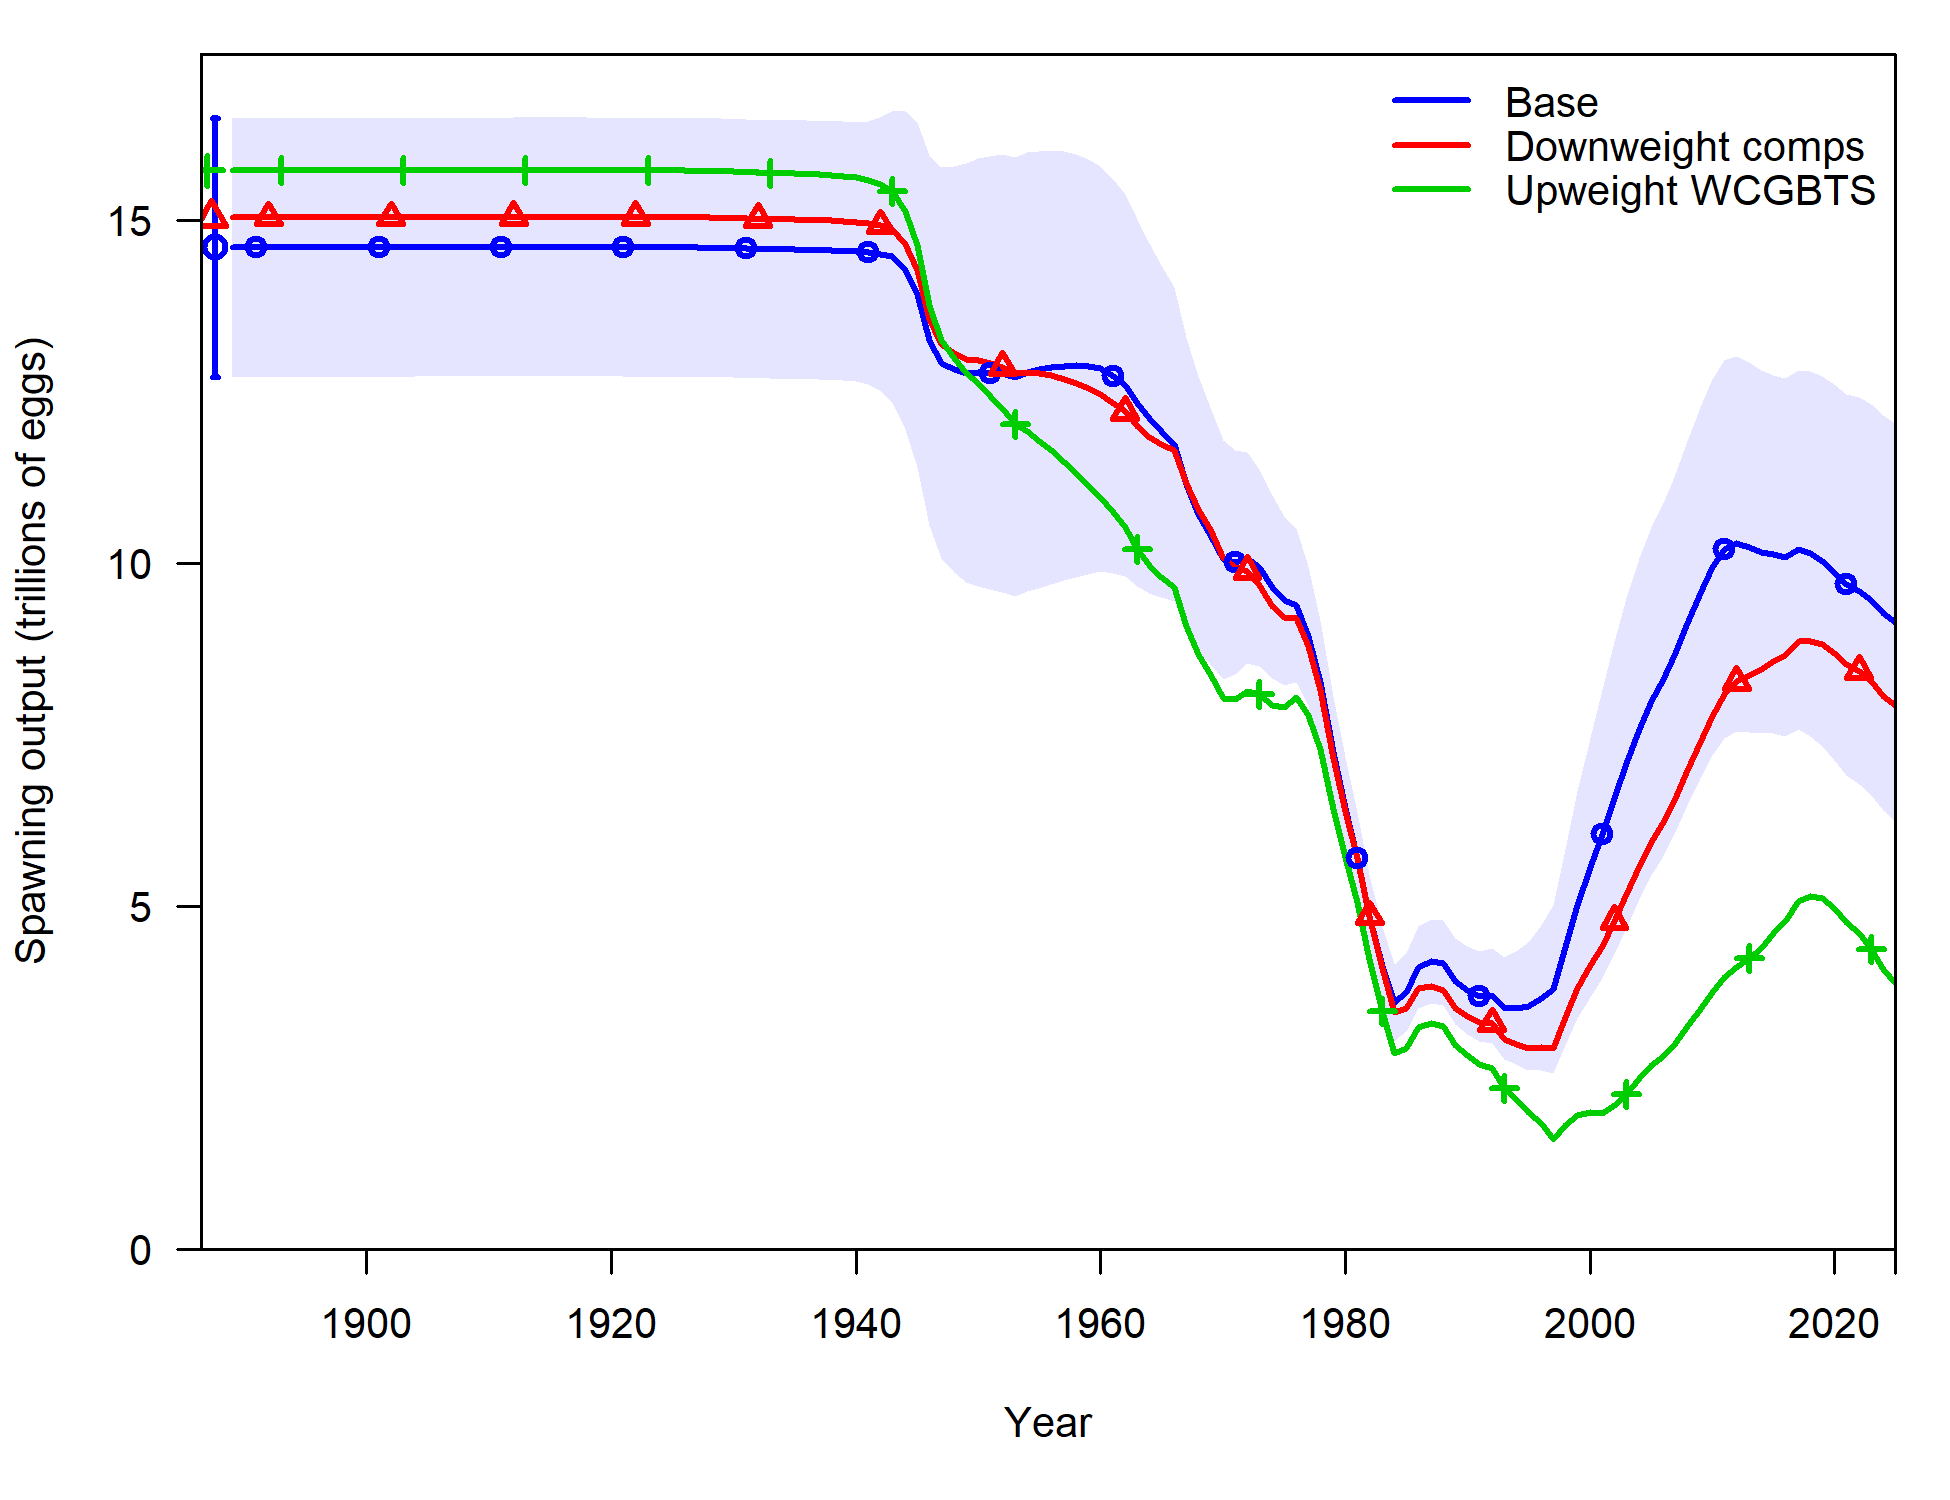 Base
Downweight comps
Upweight WCGBTS
Spawning output (trillions of eggs)
15
10
5
0
1900 1920 1940 1960 1980 2000 2020
Year